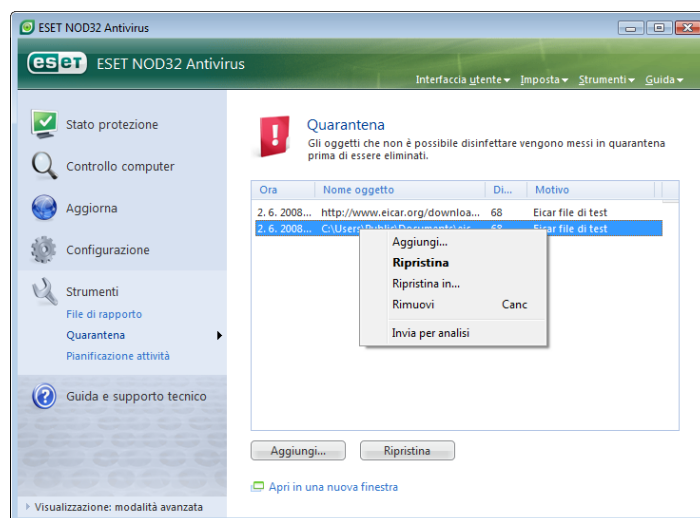 ESET NOD32 Antivirus
eset ESET NOD32 Antivirus
Interfaccia utente Imposta Strumenti Guida
Stato protezione
Controllo computer
Aggiorna
Configurazione
Strumenti
File di rapporto
Quarantena
Pianificazione attività
Guida e supporto tecnico
Visualizzazione: modalità avanzata
Quarantena
Gli oggetti che non è possibile disinfettare vengono messi in quarantena
prima di essere eliminati.
Ora Nome oggetto Di... Motivo
2. 6. 2008... http://www.eicar.org/downloa... 68 Eicar file di test
2. 6. 2008... C:\Users\Public\Documents\eic... 68 Eicar file di test
Aggiungi...
Ripristina
Ripristina in...
Rimuovi Canc
Invia per analisi
Aggiungi... Ripristina
Apri in una nuova finestra